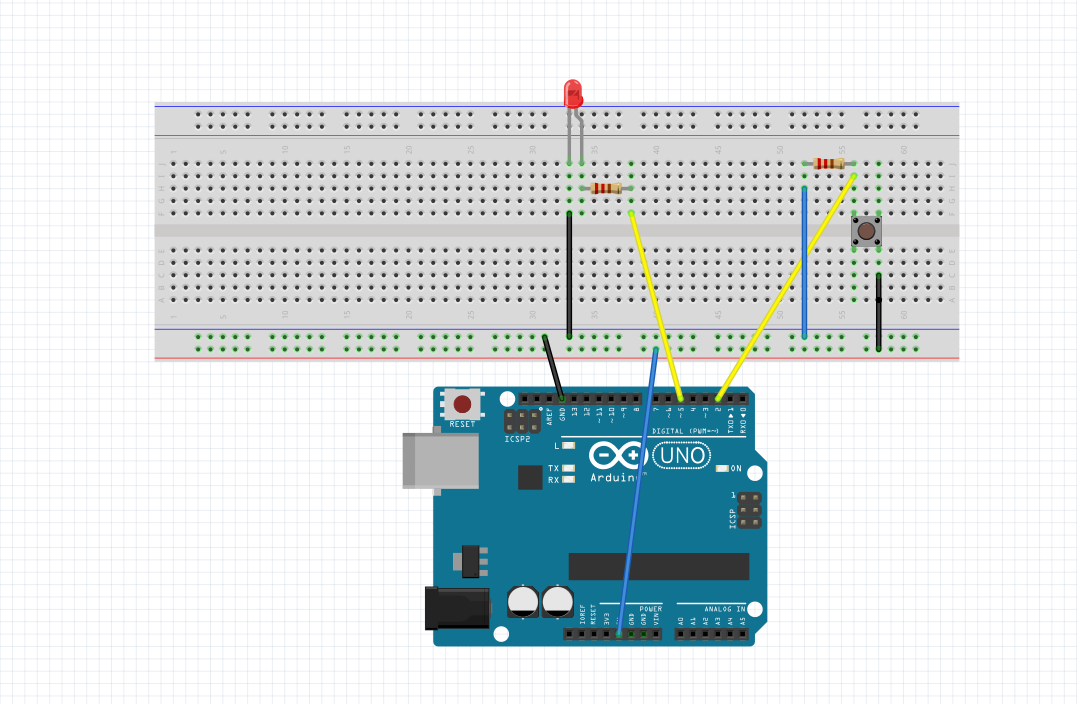 1 5 10 15 20 25 30 35 40 45 50 55 60
J J
I I
H H
G G
F F
E E
D D
C C
B B
A A
1 5 10 15 20 25 30 35 40 45 50 55 60
RESET
ICSP2
AREF
GND
13
12
~11
~10
~9
8
7
~6
~5
4
~3
2
TXD▶1
RXD◀0
DIGITAL (PWM=~)
L
TX
RX
Arduino™
UNO
ON
1
ICSP
POWER
ANALOG IN
IOREF
RESET
3V3
GND
GND
VIN
A0
A1
A2
A3
A4
A5